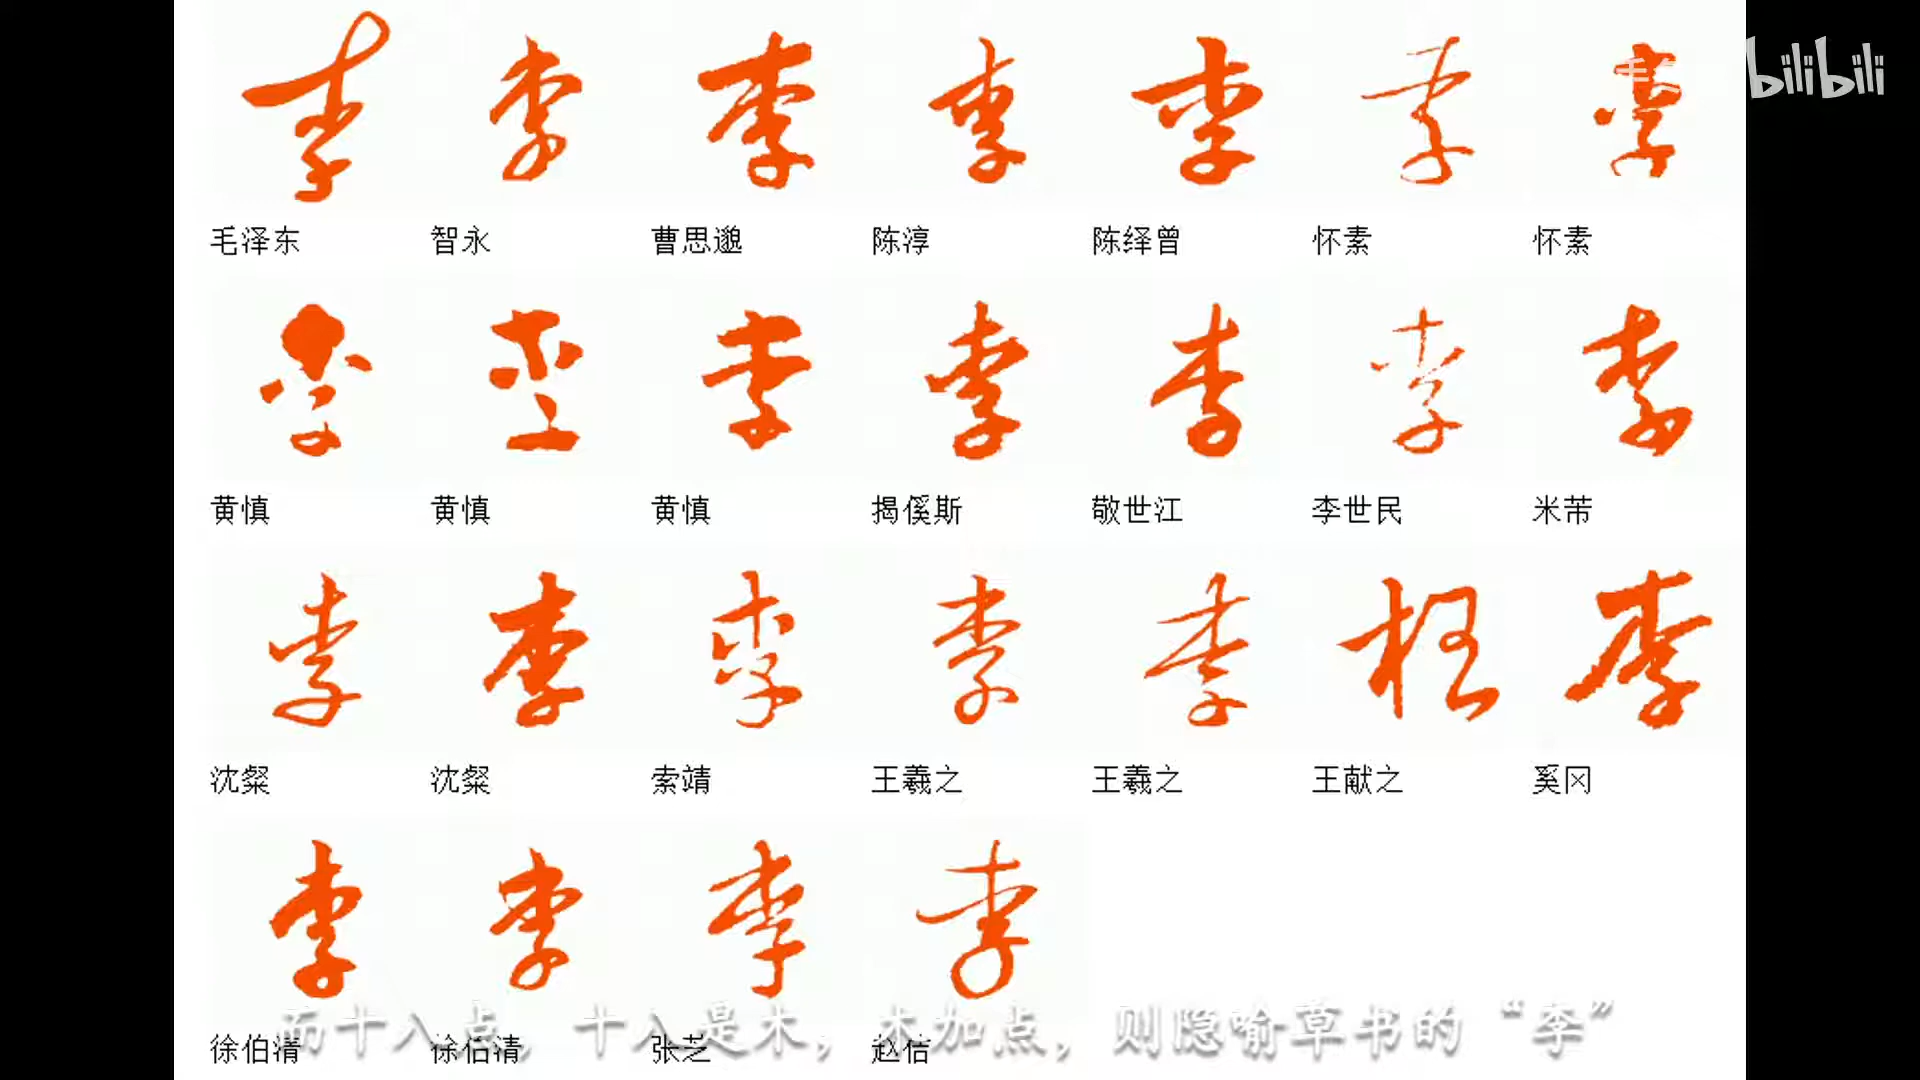 李 李 李 李 李 李 李
bilibili
毛泽东 智永 曹思邈 陈淳 陈绎曾 怀素 怀素
李 李 李 李 李 李 李
黄慎 黄慎 黄慎 揭傒斯 敬世江 李世民 米芾
李 李 李 李 李 李 李
沈粲 沈粲 索靖 王羲之 王羲之 王献之 奚冈
李 李 李 李
徐伯清 徐伯清 张芝 赵佶
而十八点，十八是木，木加点，则隐喻草书的“李”